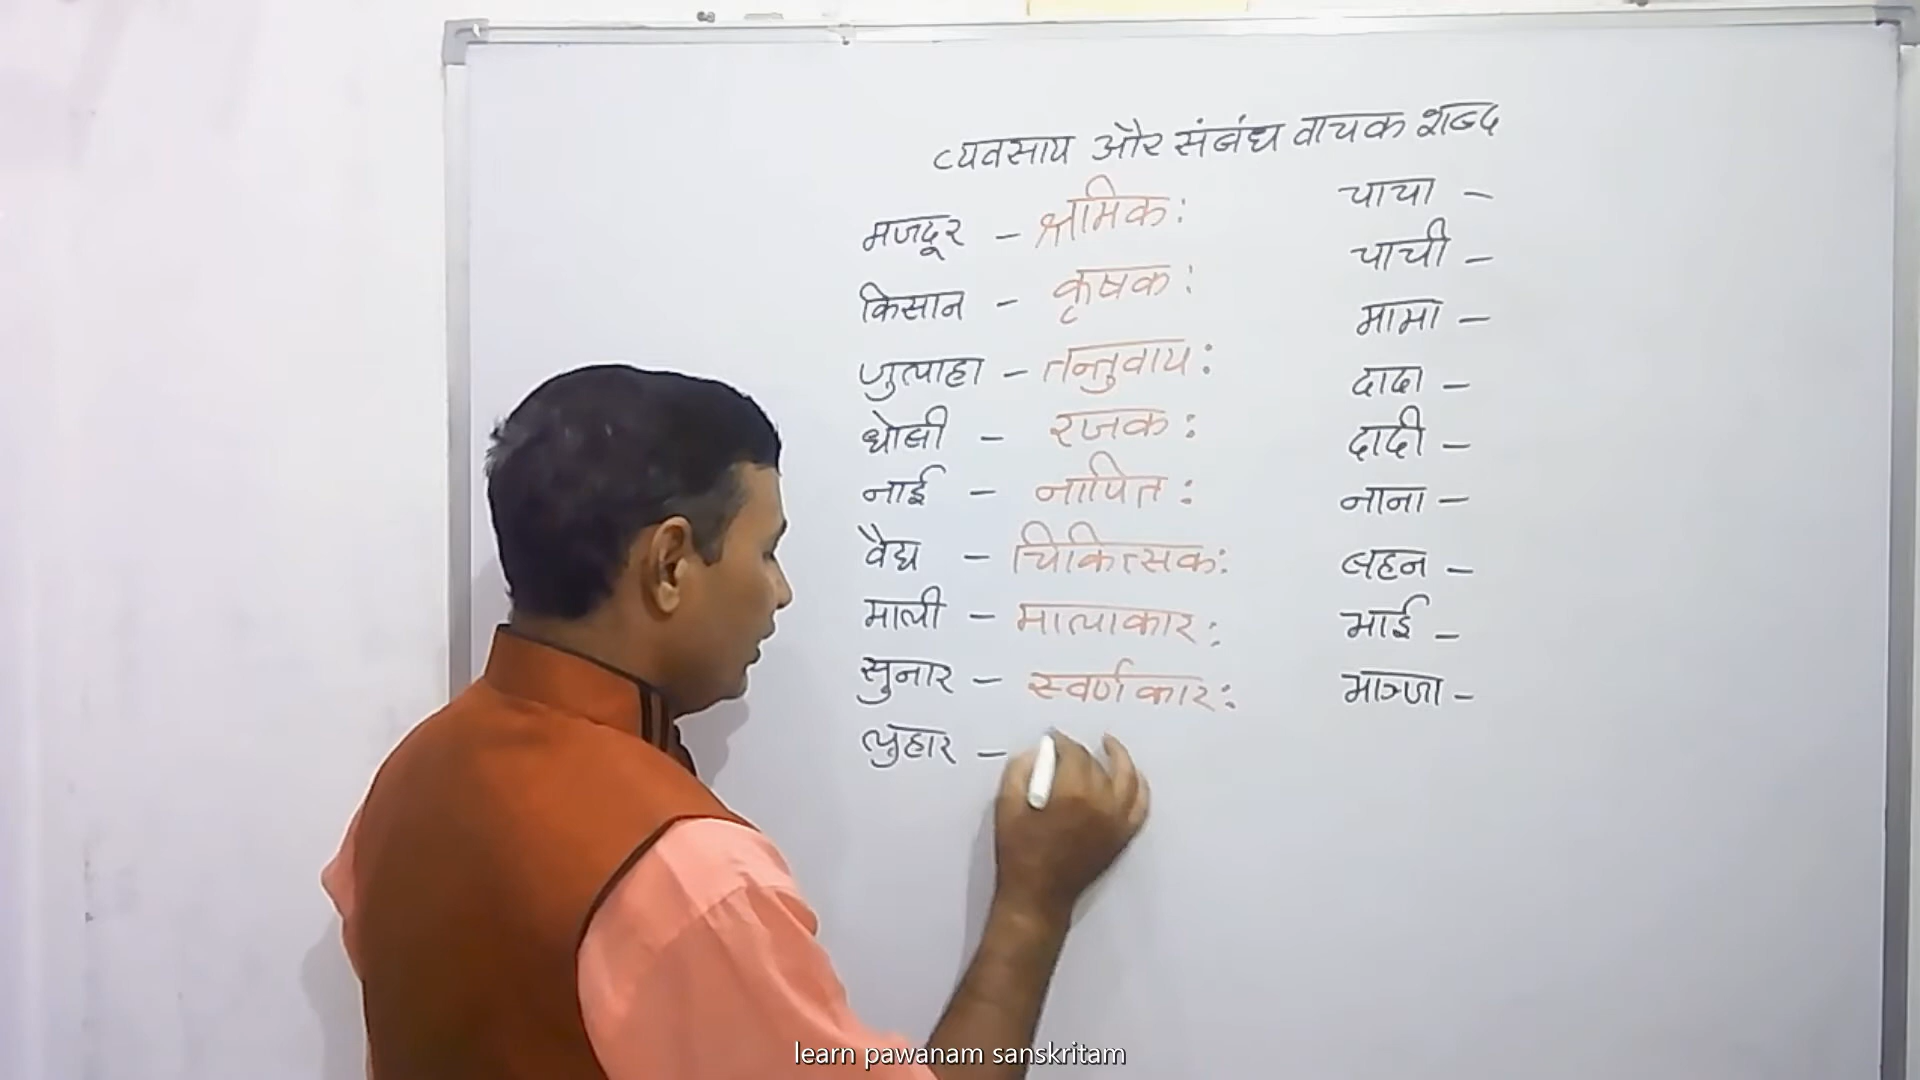 व्यवसाय और संबंध वाचक शब्द
मजदूर - श्रमिकः
किसान - कृषकः
जुलाहा - तन्तुवायः
धोबी - रजकः
नाई - नापितः
वैद्य - चिकित्सकः
माली - मालाकारः
सुनार - स्वर्णकारः
लुहार -
चाचा -
चाची -
मामा -
दादा -
दादी -
नाना -
बहन -
भाई -
भाञ्जा -
learn pawanam sanskritam